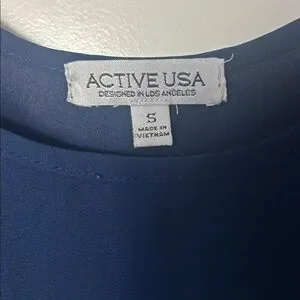 ACTIVE USA
DESIGNED IN LOS ANGELES
S
MADE IN
VIETNAM